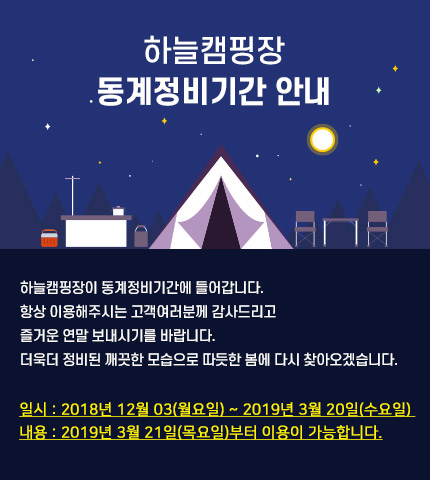 하늘캠핑장
동계정비기간 안내
하늘캠핑장이 동계정비기간에 들어갑니다.
항상 이용해주시는 고객여러분께 감사드리고
즐거운 연말 보내시기를 바랍니다.
더욱더 정비된 깨끗한 모습으로 따듯한 봄에 다시 찾아오겠습니다.
일시 : 2018년 12월 03(월요일) ~ 2019년 3월 20일(수요일)
내용 : 2019년 3월 21일(목요일)부터 이용이 가능합니다.